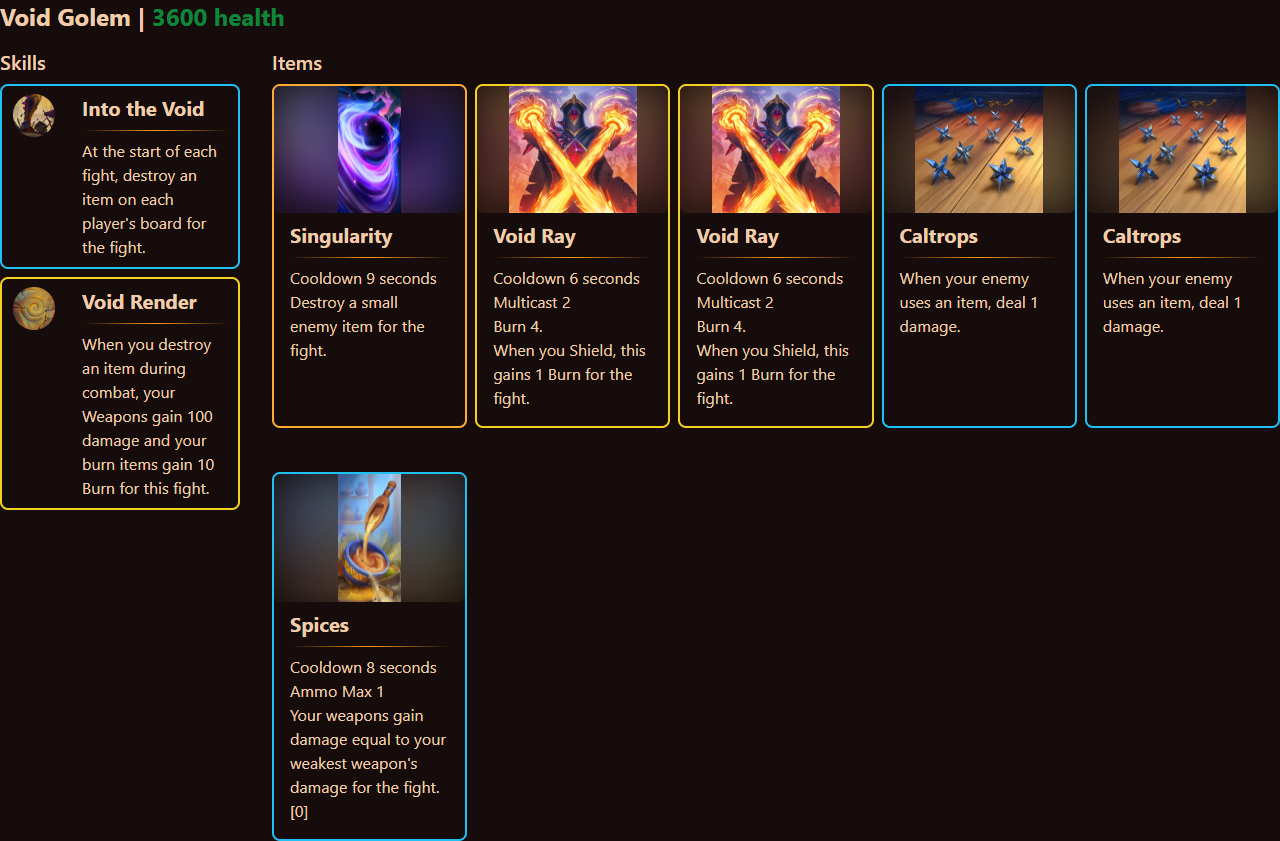 Void Golem | 3600 health
Skills
Into the Void
At the start of each
fight, destroy an
item on each
player's board for
the fight.
Void Render
When you destroy
an item during
combat, your
Weapons gain 100
damage and your
burn items gain 10
Burn for this fight.
Items
Singularity
Cooldown 9 seconds
Destroy a small
enemy item for the
fight.
Void Ray
Cooldown 6 seconds
Multicast 2
Burn 4.
When you Shield, this
gains 1 Burn for the
fight.
Void Ray
Cooldown 6 seconds
Multicast 2
Burn 4.
When you Shield, this
gains 1 Burn for the
fight.
Caltrops
When your enemy
uses an item, deal 1
damage.
Caltrops
When your enemy
uses an item, deal 1
damage.
Spices
Cooldown 8 seconds
Ammo Max 1
Your weapons gain
damage equal to your
weakest weapon's
damage for the fight.
[0]